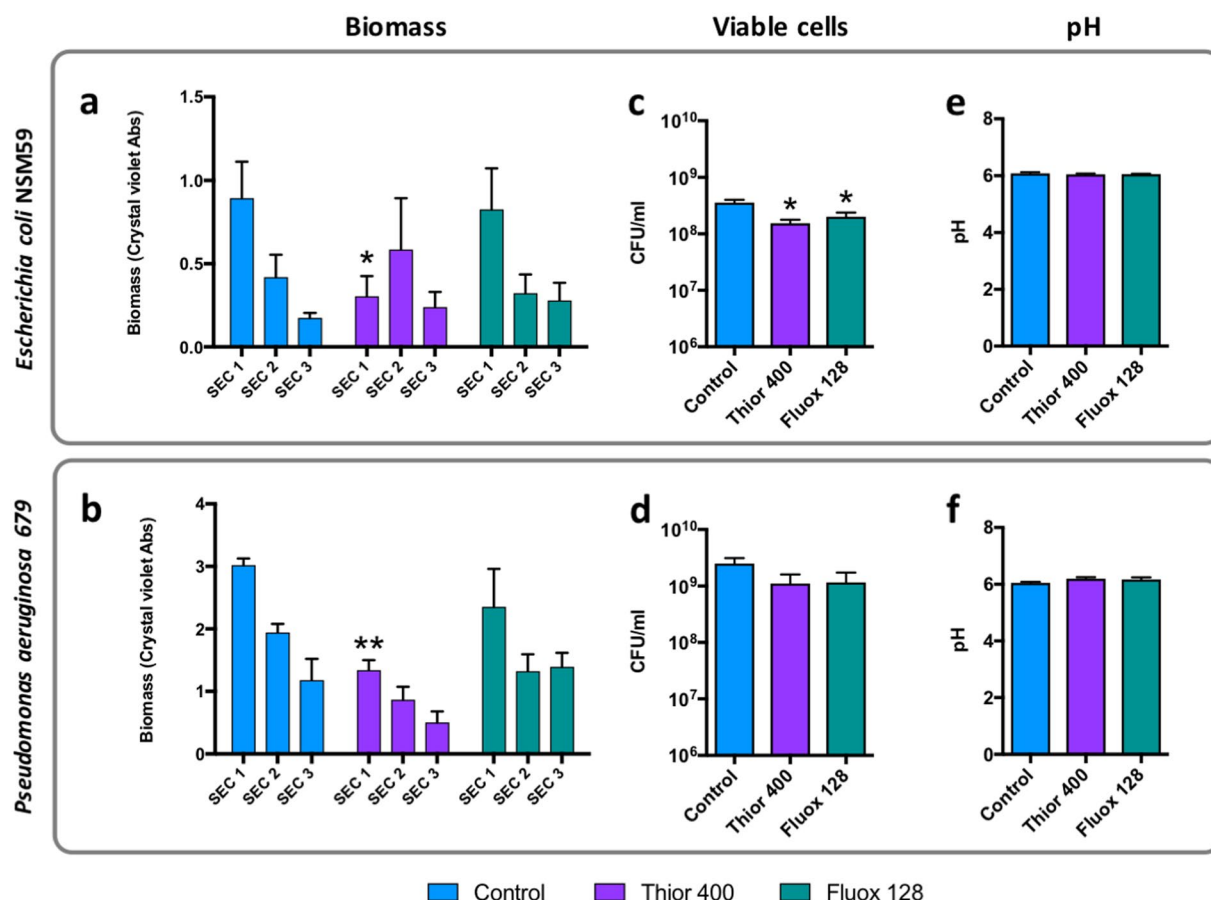 Biomass
Viable cells
pH
Escherichia coli NSM59
a
Biomass (Crystal violet Abs)
1.5
1.0
0.5
0.0
*
SEC 1
SEC 2
SEC 3
SEC 1
SEC 2
SEC 3
SEC 1
SEC 2
SEC 3
c
CFU/ml
10¹⁰
10⁹
10⁸
10⁷
10⁶
*
*
Control
Thior 400
Fluox 128
e
pH
8
6
4
2
0
Control
Thior 400
Fluox 128
Pseudomonas aeruginosa 679
b
Biomass (Crystal violet Abs)
4
3
2
1
0
**
SEC 1
SEC 2
SEC 3
SEC 1
SEC 2
SEC 3
SEC 1
SEC 2
SEC 3
d
CFU/ml
10¹⁰
10⁹
10⁸
10⁷
10⁶
Control
Thior 400
Fluox 128
f
pH
8
6
4
2
0
Control
Thior 400
Fluox 128
Control
Thior 400
Fluox 128